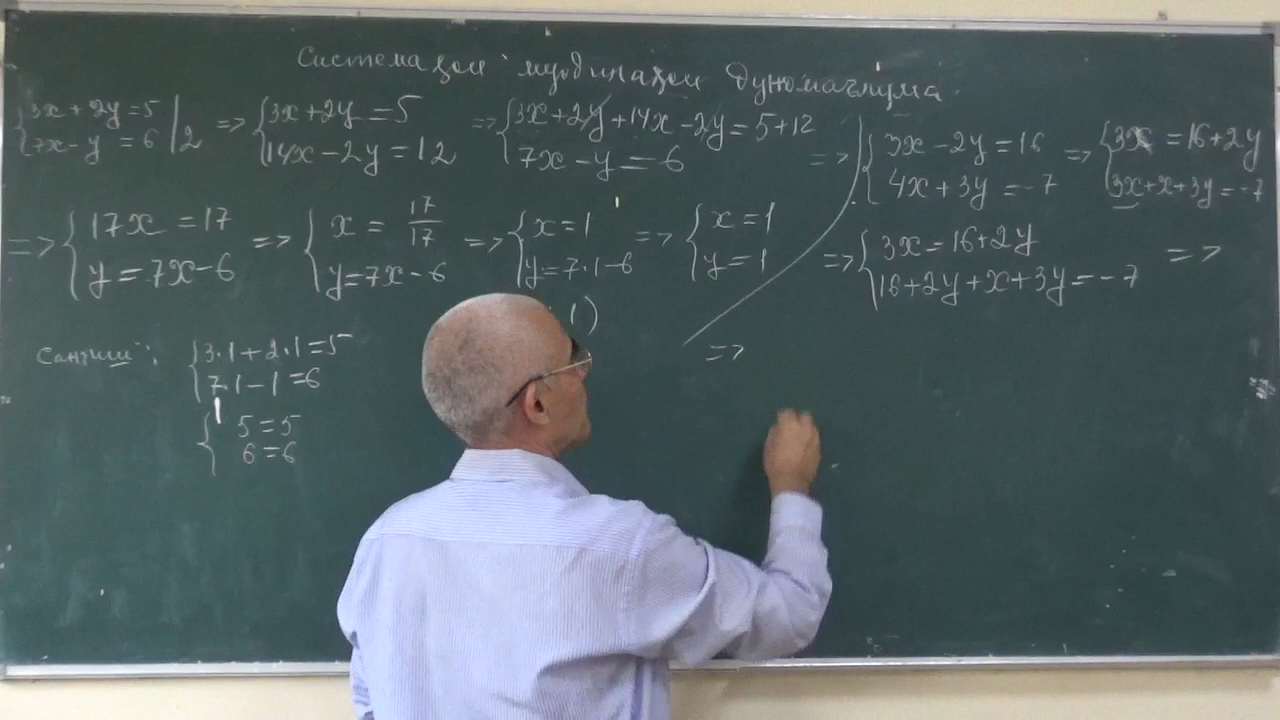 Системаҳои муодилаҳои дуномаълума.
{3x + 2y = 5
{7x - y = 6 | 2
=> {3x + 2y = 5
{14x - 2y = 12
=> {3x + 2y + 14x - 2y = 5 + 12
{7x - y = 6
=>
=> {17x = 17
{y = 7x - 6
=> {x = 17/17
{y = 7x - 6
=> {x = 1
{y = 7·1 - 6
=> {x = 1
{y = 1
1)
Санҷиш:
{3·1 + 2·1 = 5
{7·1 - 1 = 6
{5 = 5
{6 = 6
{3x - 2y = 16
{4x + 3y = -7
=> {3x = 16 + 2y
{3x + x + 3y = -7
=> {3x = 16 + 2y
{16 + 2y + x + 3y = -7
=>
=>